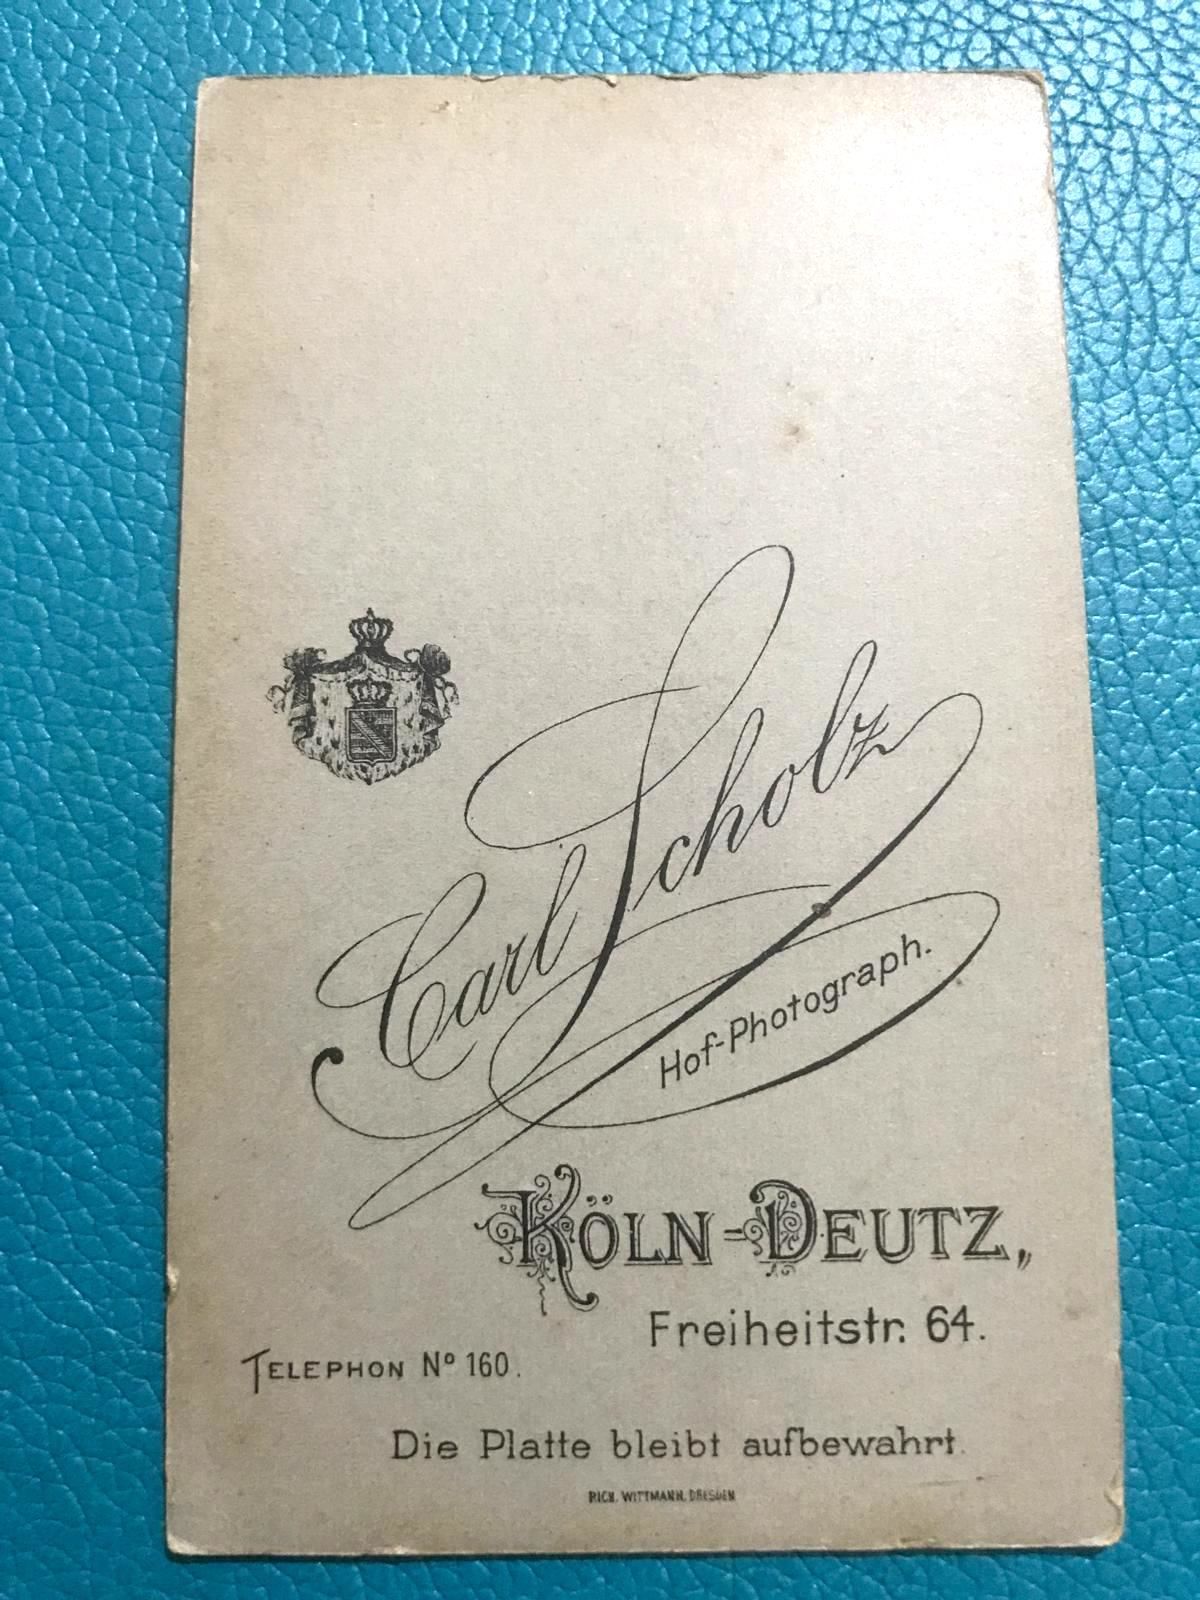 Carl Scholz
Hof-Photograph.
KÖLN-DEUTZ,
Freiheitstr. 64.
TELEPHON Nº 160.
Die Platte bleibt aufbewahrt.
RICH. WITTMANN, DRESDEN